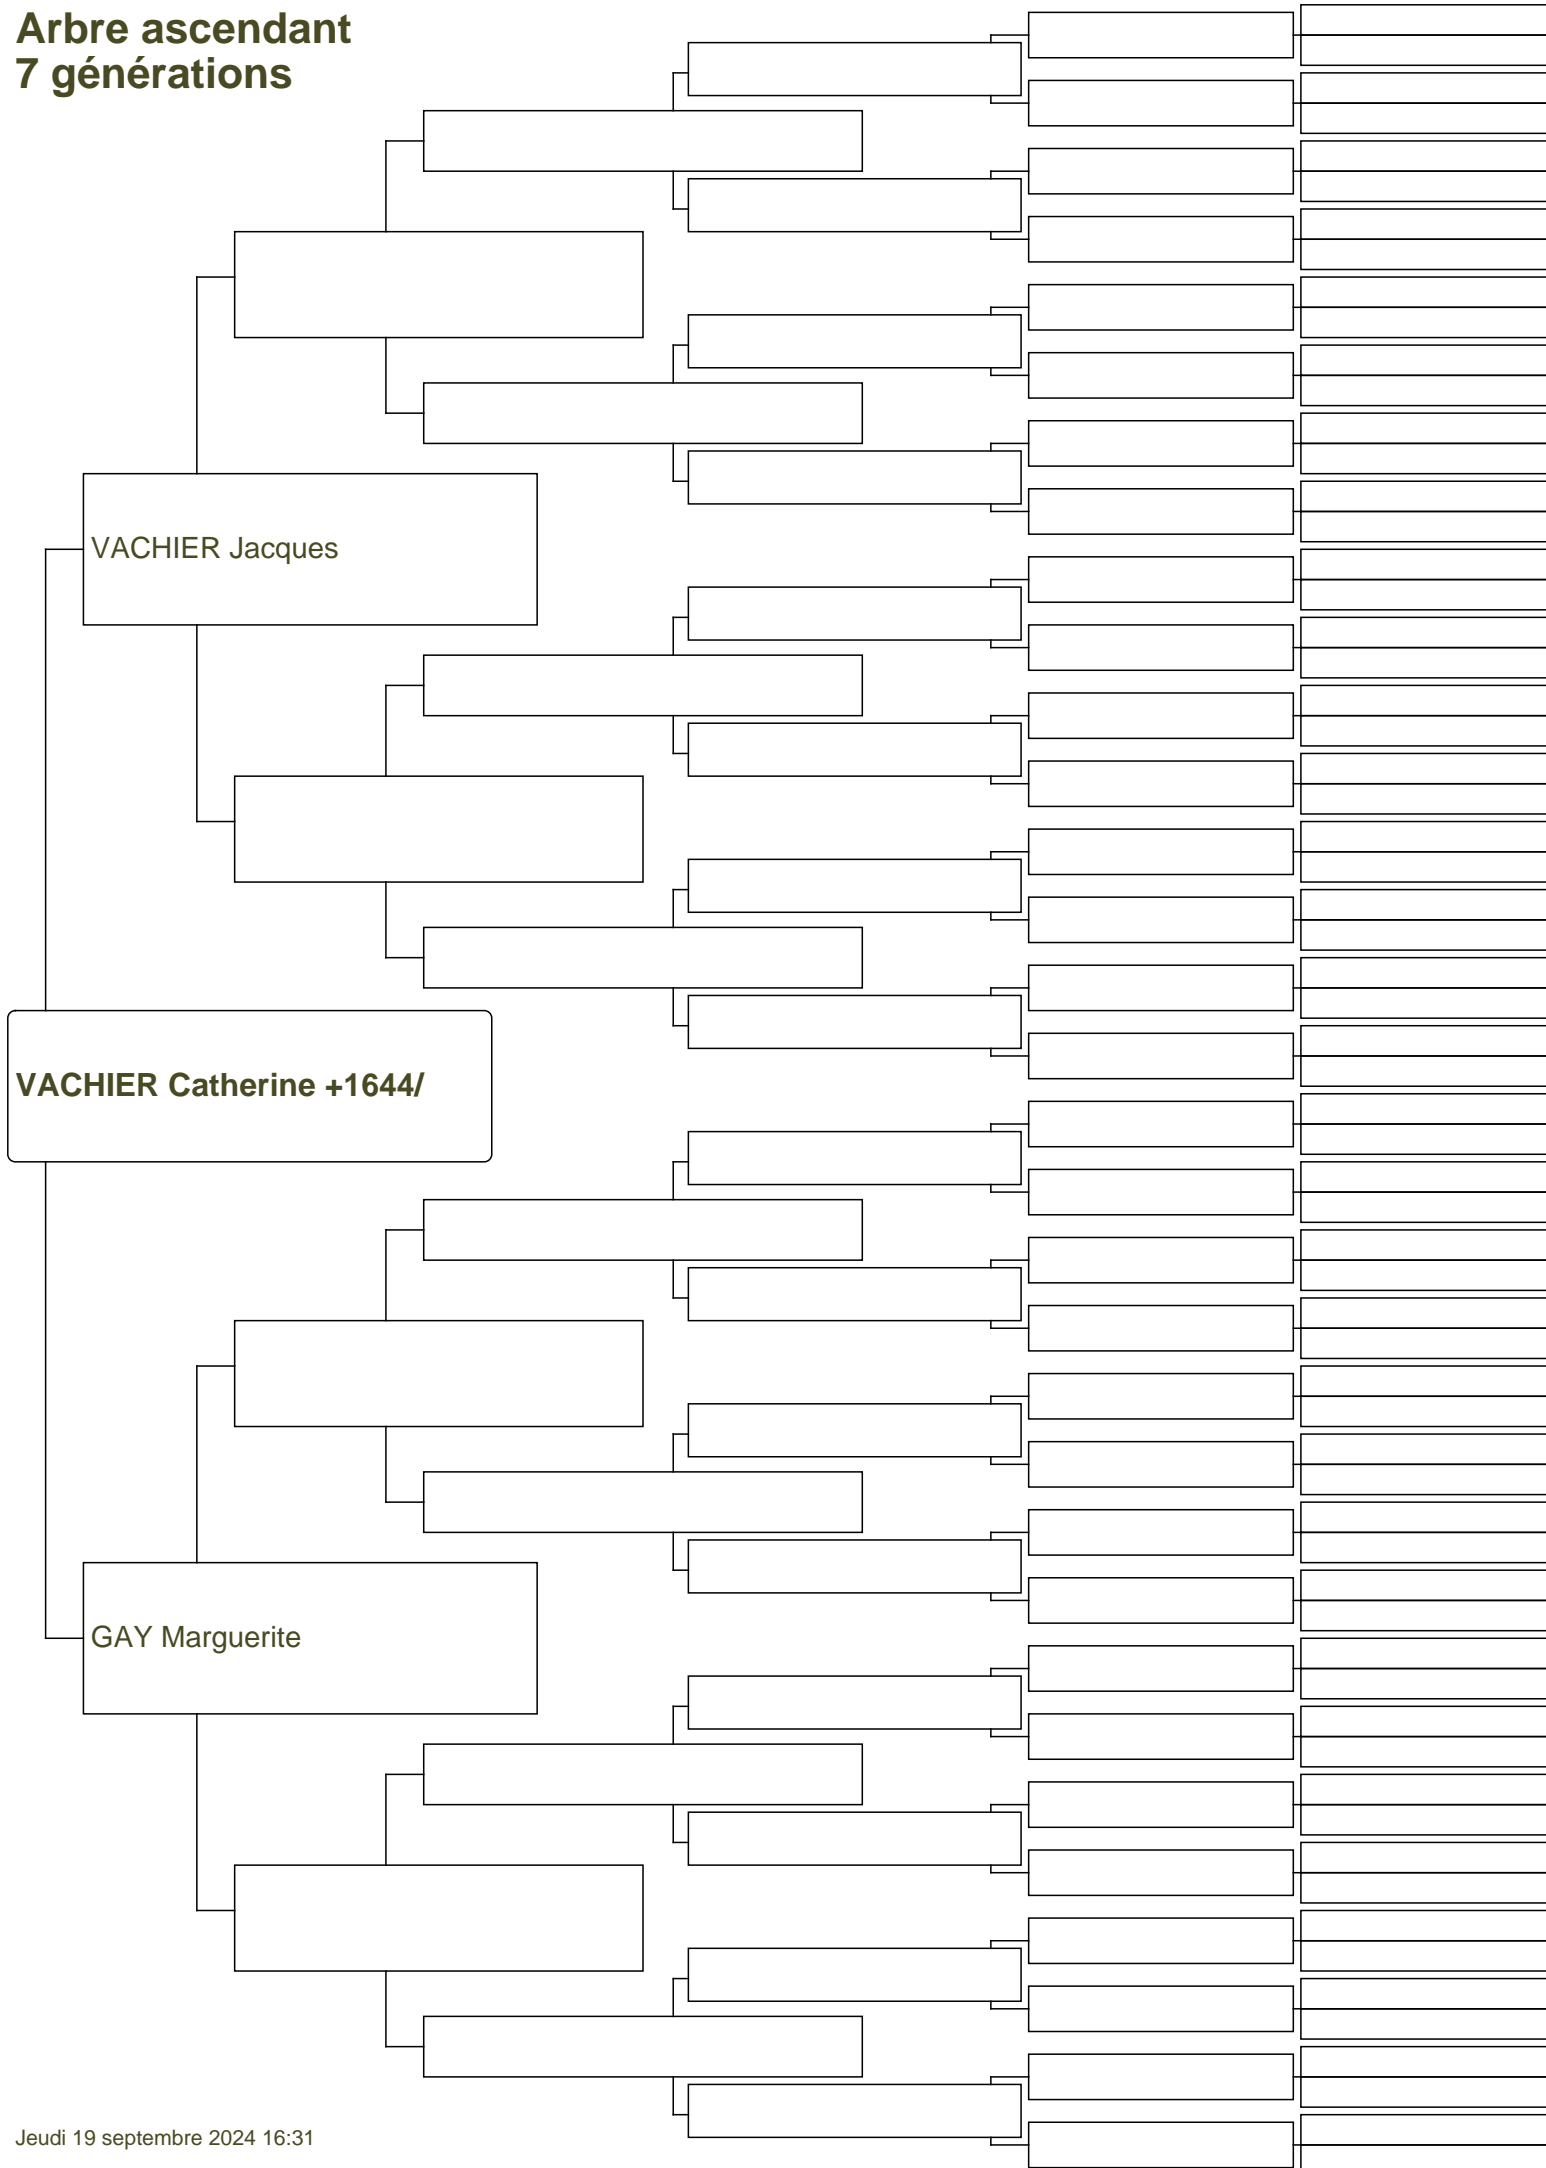 Arbre ascendant
7 générations
VACHIER Jacques
VACHIER Catherine +1644/
GAY Marguerite
Jeudi 19 septembre 2024 16:31